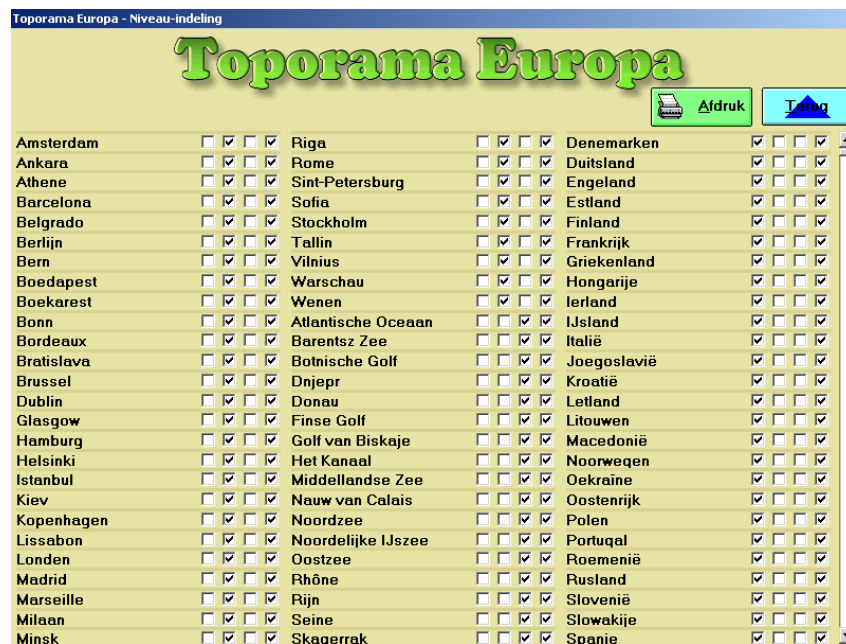 Toporama Europa - Niveau-indeling
Toporama Europa
Afdruk
Terug
Amsterdam
Ankara
Athene
Barcelona
Belgrado
Berlijn
Bern
Boedapest
Boekarest
Bonn
Bordeaux
Bratislava
Brussel
Dublin
Glasgow
Hamburg
Helsinki
Istanbul
Kiev
Kopenhagen
Lissabon
Londen
Madrid
Marseille
Milaan
Minsk
Riga
Rome
Sint-Petersburg
Sofia
Stockholm
Tallin
Vilnius
Warschau
Wenen
Atlantische Oceaan
Barentsz Zee
Botnische Golf
Dnjepr
Donau
Finse Golf
Golf van Biskaje
Het Kanaal
Middellandse Zee
Nauw van Calais
Noordzee
Noordelijke IJszee
Oostzee
Rhône
Rijn
Seine
Skagerrak
Denemarken
Duitsland
Engeland
Estland
Finland
Frankrijk
Griekenland
Hongarije
Ierland
IJsland
Italië
Joegoslavië
Kroatië
Letland
Litouwen
Macedonië
Noorwegen
Oekraïne
Oostenrijk
Polen
Portugal
Roemenië
Rusland
Slovenië
Slowakije
Spanje